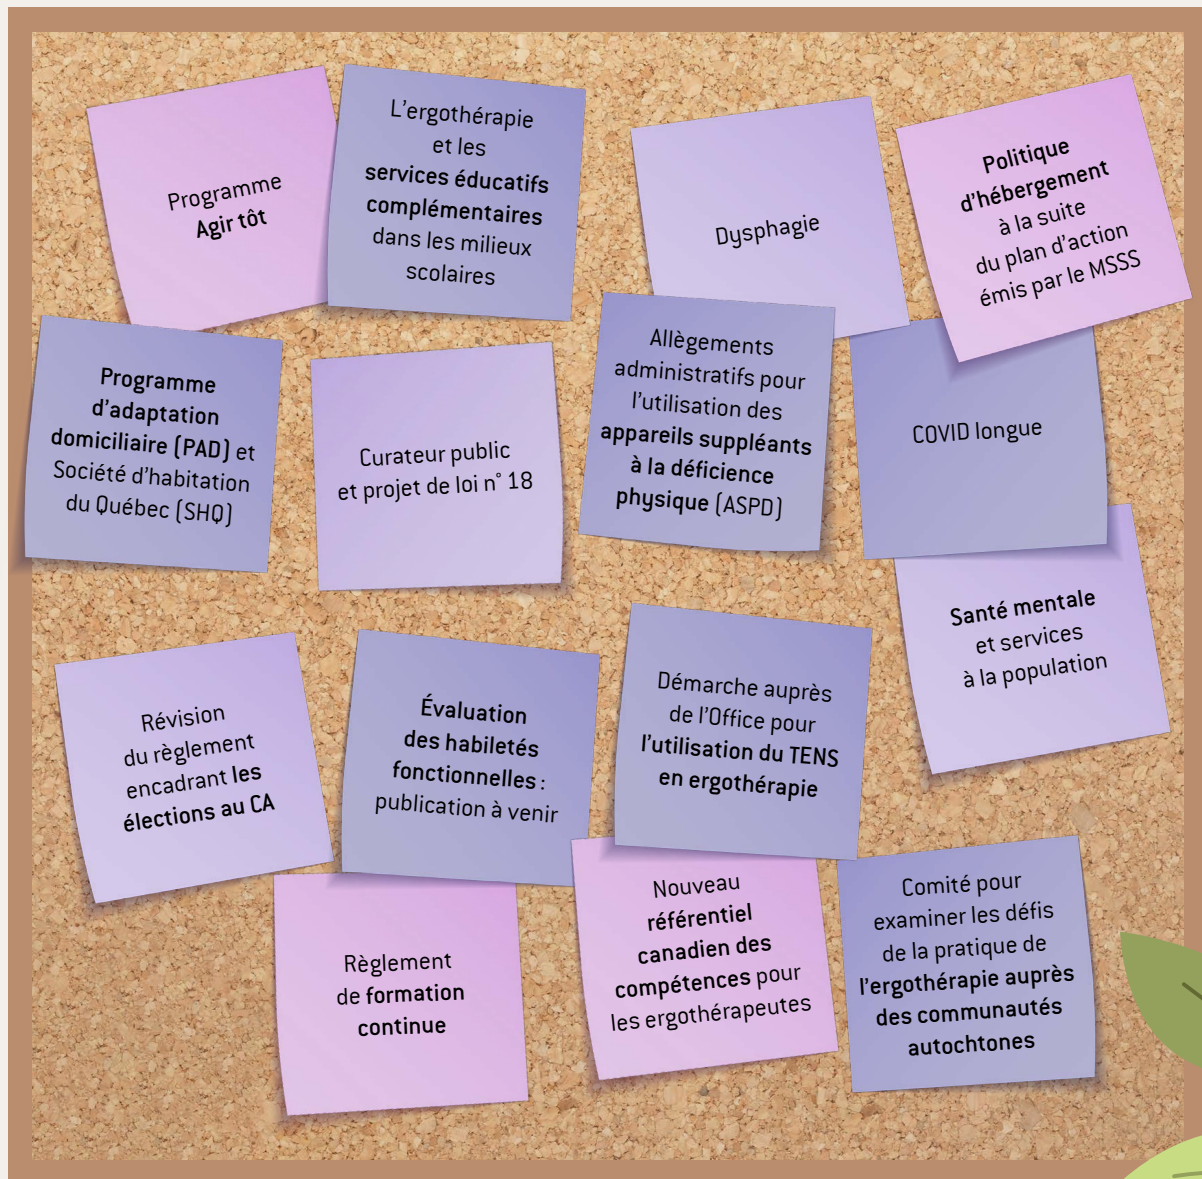 Programme
Agir tôt
L'ergothérapie
et les
services éducatifs
complémentaires
dans les milieux
scolaires
Dysphagie
Politique
d'hébergement
à la suite
du plan d'action
émis par le MSSS
Programme
d'adaptation
domiciliaire (PAD) et
Société d'habitation
du Québec (SHQ)
Curateur public
et projet de loi n° 18
Allègements
administratifs pour
l'utilisation des
appareils suppléants
à la déficience
physique (ASPD)
COVID longue
Santé mentale
et services
à la population
Révision
du règlement
encadrant les
élections au CA
Évaluation
des habiletés
fonctionnelles :
publication à venir
Démarche auprès
de l'Office pour
l'utilisation du TENS
en ergothérapie
Règlement
de formation
continue
Nouveau
référentiel
canadien des
compétences pour
les ergothérapeutes
Comité pour
examiner les défis
de la pratique de
l'ergothérapie auprès
des communautés
autochtones